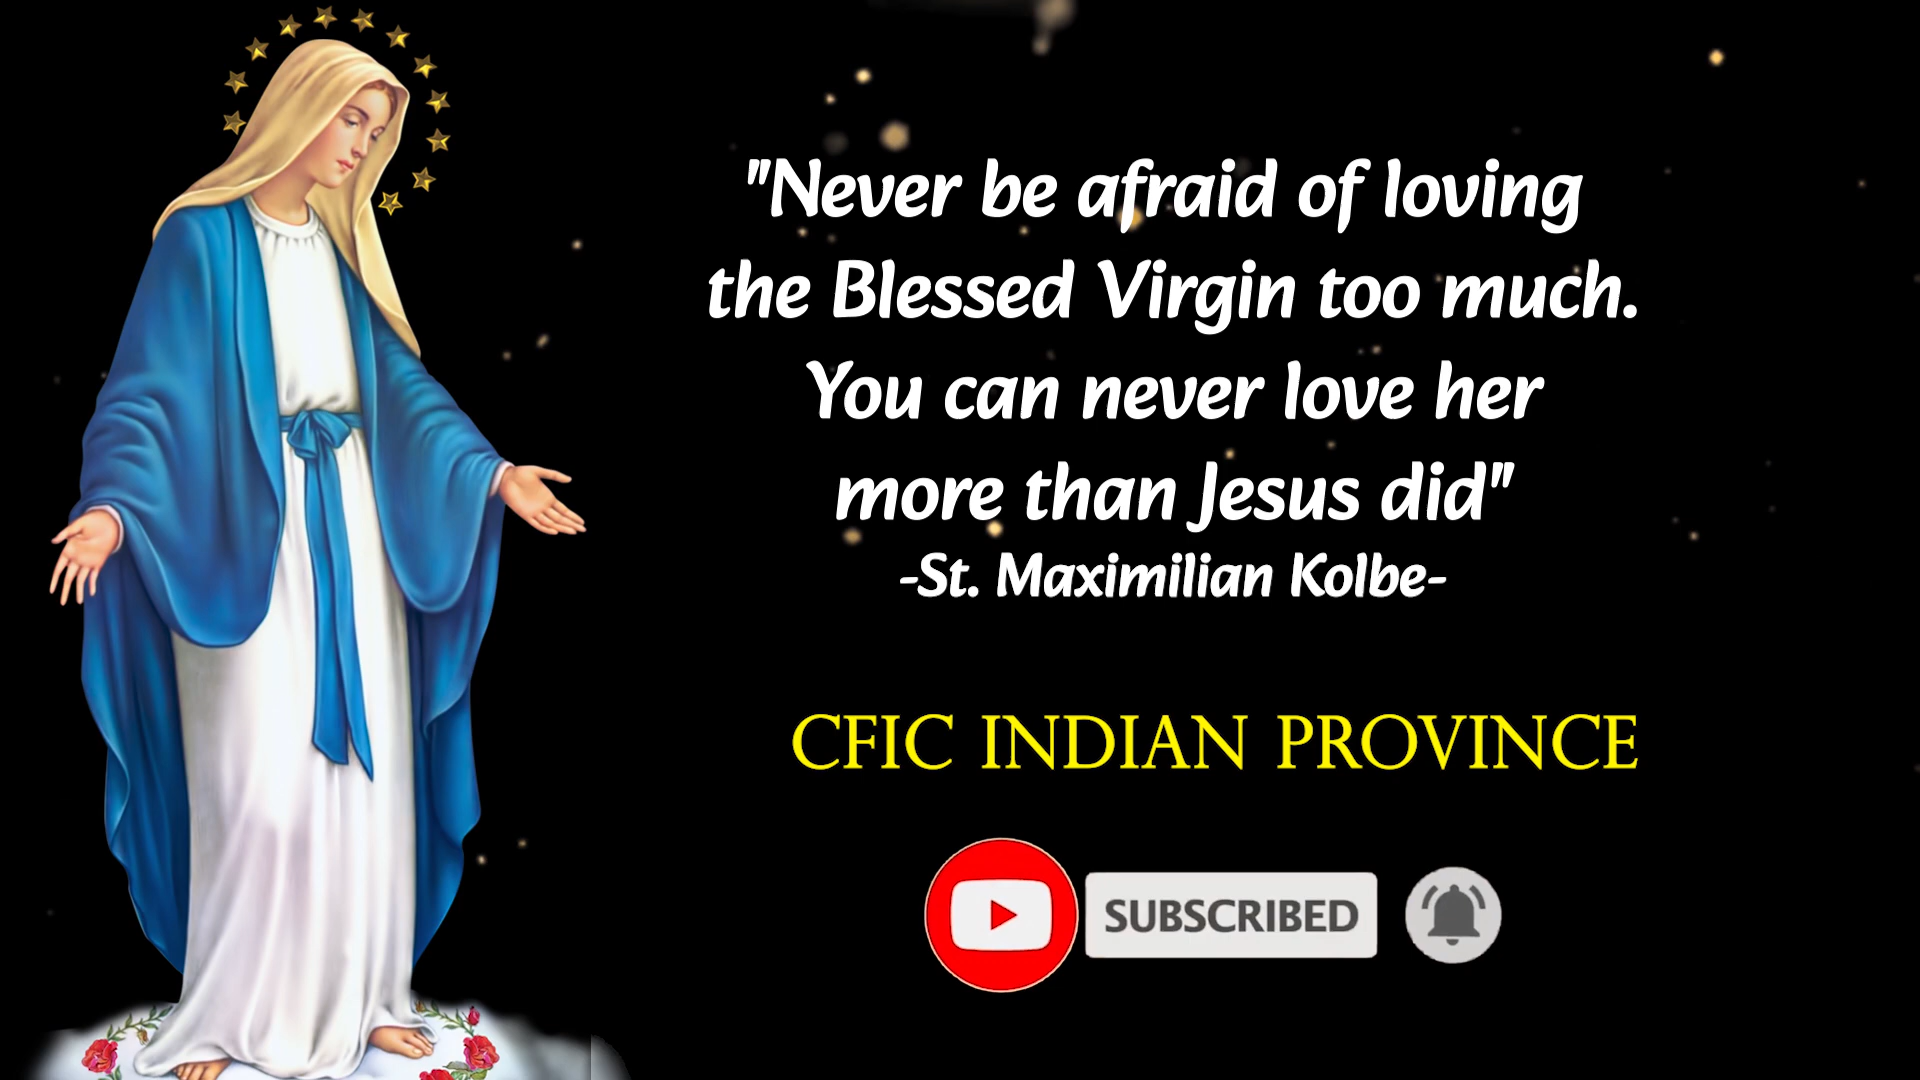 "Never be afraid of loving
the Blessed Virgin too much.
You can never love her
more than Jesus did"
-St. Maximilian Kolbe-
CFIC INDIAN PROVINCE
SUBSCRIBED